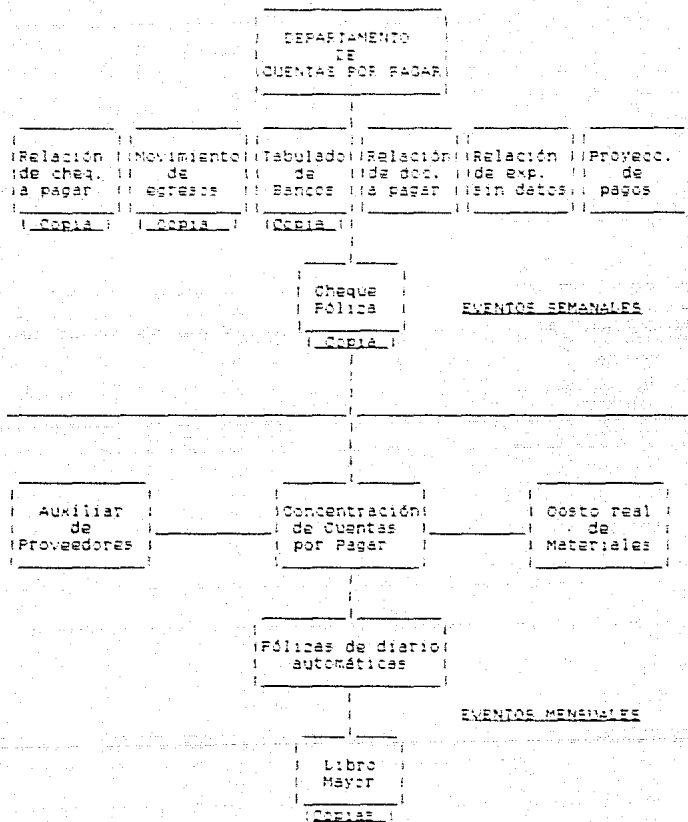 DEPARTAMENTO
DE
CUENTAS POR PAGAR
Relación
de cheq.
a pagar
Copia
Movimiento
de
egresos
Copia
Tabulado
de
Bancos
Copia
Relación
de doc.
a pagar
Relación
de exp.
sin datos
Proyecc.
de
pagos
Cheque
Póliza
Copia
EVENTOS SEMANALES
Auxiliar
de
Proveedores
Concentración
de Cuentas
por Pagar
Costo real
de
Materiales
Pólizas de diario
automáticas
EVENTOS MENSUALES
Libro
Mayor
Copias